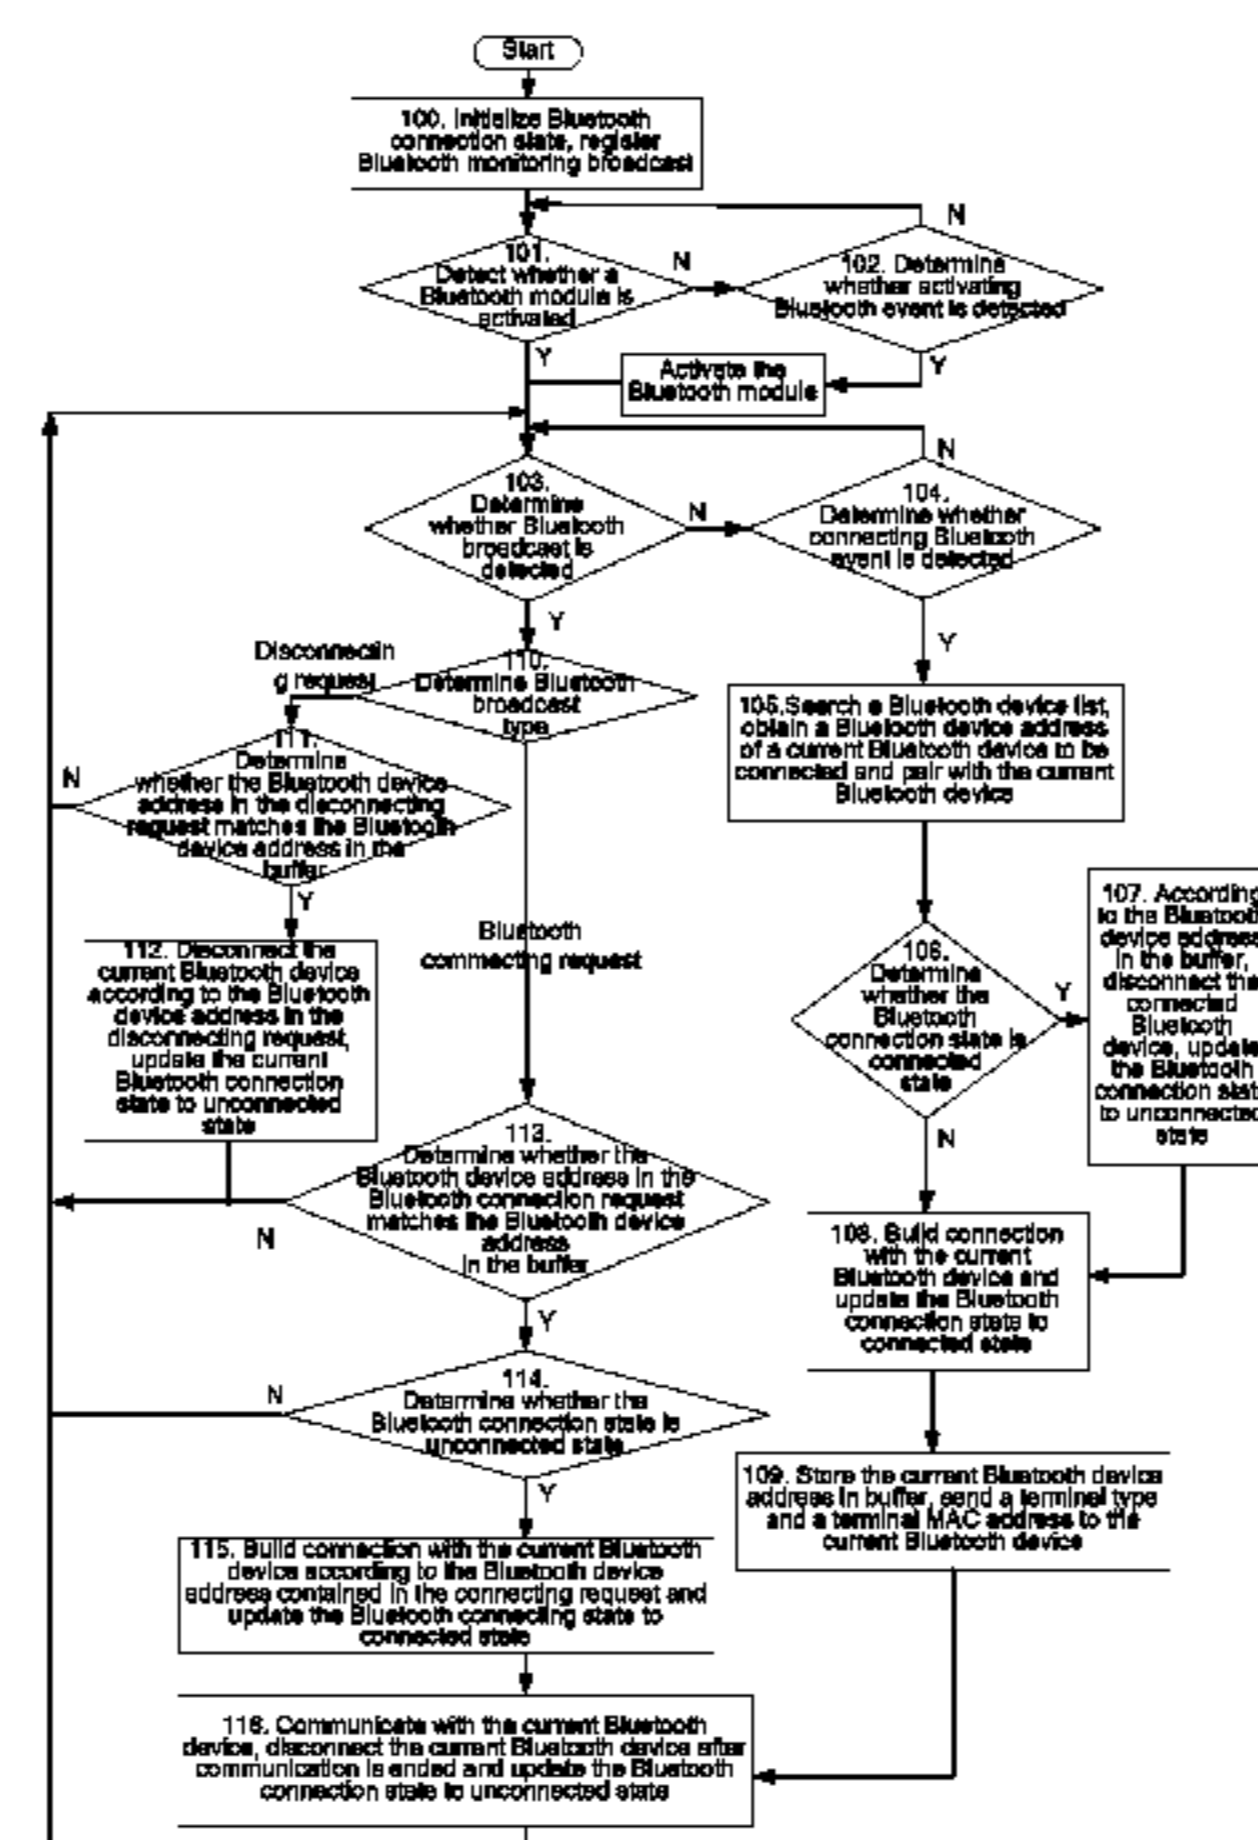 Start
100. Initialize Bluetooth
connection state, register
Bluetooth monitoring broadcast
N
101.
Detect whether a
Bluetooth module is
activated
N
102. Determine
whether activating
Bluetooth event is detected
Y
Y
Activate the
Bluetooth module
N
103.
Determine
whether Bluetooth
broadcast is
detected
N
104.
Determine whether
connecting Bluetooth
event is detected
Y
Y
Disconnectin
g request
110.
Determine Bluetooth
broadcast
type
105.Search a Bluetooth device list,
obtain a Bluetooth device address
of a current Bluetooth device to be
connected and pair with the current
Bluetooth device
N
111.
Determine
whether the Bluetooth device
address in the disconnecting
request matches the Bluetooth
device address in the
buffer
Y
Bluetooth
commecting request
112. Disconnect the
current Bluetooth device
according to the Bluetooth
device address in the
disconnecting request,
update the current
Bluetooth connection
state to unconnected
state
106.
Determine
whether the
Bluetooth
connection state is
connected
state
Y
107. According
to the Bluetooth
device address
in the buffer,
disconnect the
connected
Bluetooth
device, update
the Bluetooth
connection state
to unconnected
state
N
113.
Determine whether the
Bluetooth device address in the
Bluetooth connection request
matches the Bluetooth device
address
in the buffer
N
108. Build connection
with the current
Bluetooth device and
update the Bluetooth
connection state to
connected state
Y
N
114.
Determine whether the
Bluetooth connection state is
unconnected state
Y
109. Store the current Bluetooth device
address in buffer, send a terminal type
and a terminal MAC address to the
current Bluetooth device
115. Build connection with the current Bluetooth
device according to the Bluetooth device
address contained in the connecting request and
update the Bluetooth connecting state to
connected state
116. Communicate with the current Bluetooth
device, disconnect the current Bluetooth device after
communication is ended and update the Bluetooth
connection state to unconnected state